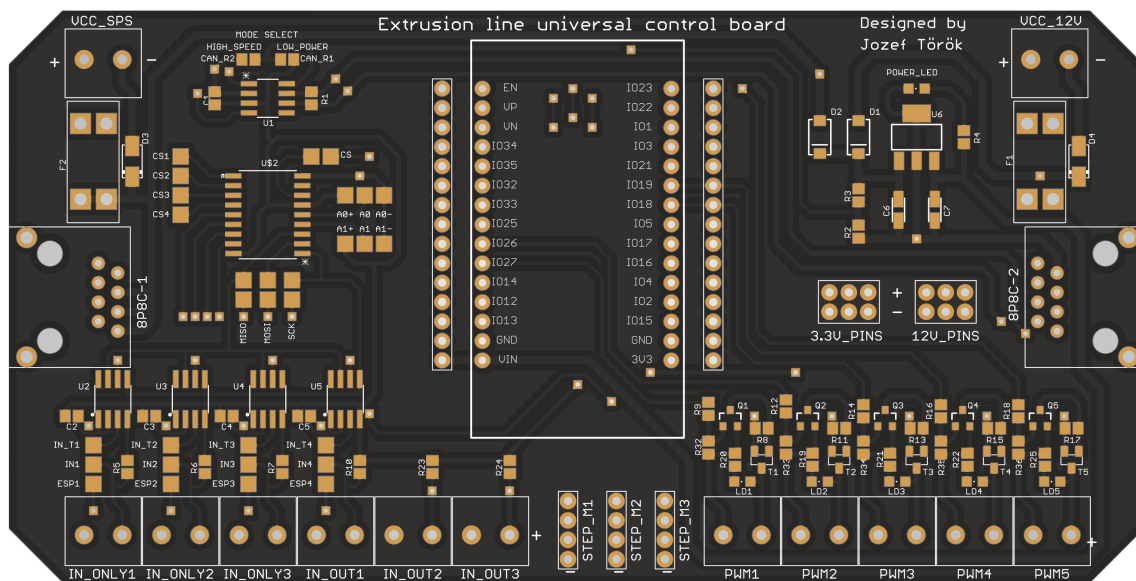 VCC_SPS
Extrusion line universal control board
Designed by
Jozef Török
VCC_12V
MODE SELECT
HIGH_SPEED LOW_POWER
CAN_R2 CAN_R1
+ -
+ -
POWER_LED
C1
U1
R1
EN IO23
VP IO22
VN IO1
IO34 IO3
IO35 IO21
IO32 IO19
IO33 IO18
IO25 IO5
IO26 IO17
IO27 IO16
IO14 IO4
IO12 IO2
IO13 IO15
GND GND
VIN 3V3
D2 D1
U6
R4
F2
D3
F1
D4
CS1
CS2
CS3
CS4
U$2
CS
A0+ A0 A0-
A1+ A1 A1-
R3
R2
C6
C7
8P8C-1
8P8C-2
MISO
MOSI
SCK
+
-
3.3V_PINS 12V_PINS
U2 U3 U4 U5
C2 C3 C4 C5
IN_T1 IN_T2 IN_T3 IN_T4
IN1 IN2 IN3 IN4
ESP1 ESP2 ESP3 ESP4
R5 R6 R7 R10 R23 R24
R9 Q1 R12 Q2 R14 Q3 R16 Q4 R18 Q5
R8 R11 R13 R15 R17
R32 R33 R34 R35 R36
R20 R19 R21 R22 R25
T1 T2 T3 T4 T5
LD1 LD2 LD3 LD4 LD5
+
STEP_M1
STEP_M2
STEP_M3
+
- - -
IN_ONLY1 IN_ONLY2 IN_ONLY3 IN_OUT1 IN_OUT2 IN_OUT3
PWM1 PWM2 PWM3 PWM4 PWM5